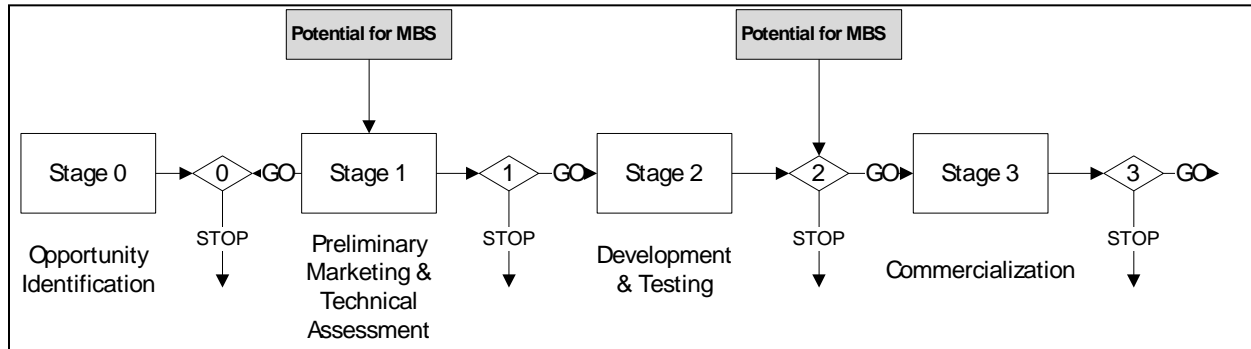 Potential for MBS
Potential for MBS
Stage 0
0
GO
Stage 1
1
GO
Stage 2
2
GO
Stage 3
3
GO
STOP
STOP
STOP
STOP
Opportunity
Identification
Preliminary
Marketing &
Technical
Assessment
Development
& Testing
Commercialization